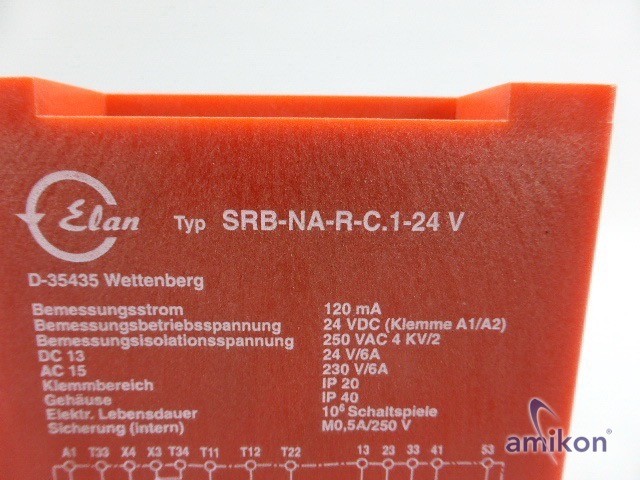 Elan Typ SRB-NA-R-C.1-24 V
D-35435 Wettenberg
Bemessungsstrom 120 mA
Bemessungsbetriebsspannung 24 VDC (Klemme A1/A2)
Bemessungsisolationsspannung 250 VAC 4 KV/2
DC 13 24 V/6A
AC 15 230 V/6A
Klemmbereich IP 20
Gehäuse IP 40
Elektr. Lebensdauer 10⁶ Schaltspiele
Sicherung (intern) M0,5A/250 V
A1 T33 X4 X3 T34 T11 T12 T22 13 23 33 41 53
amikon